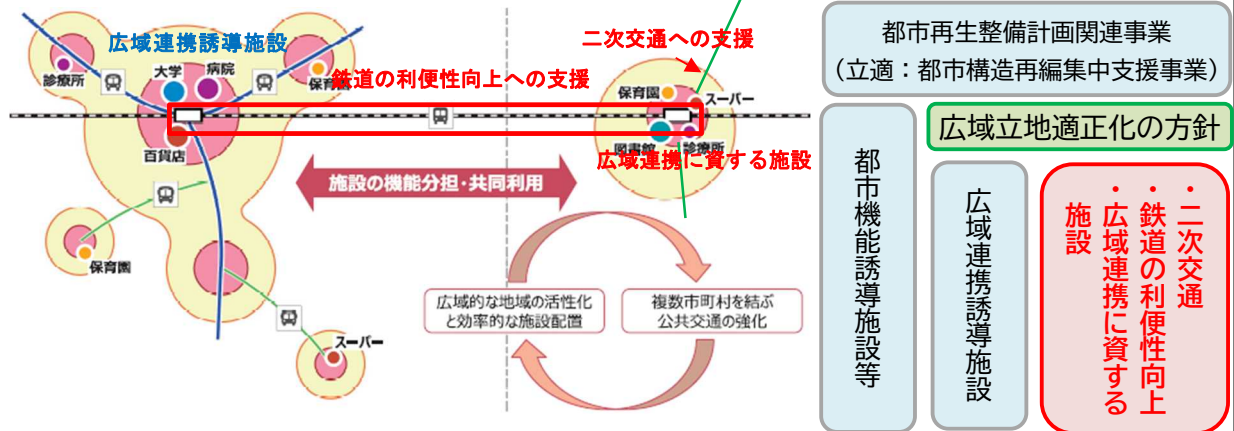 広域連携誘導施設
診療所
大学
病院
保育園
鉄道の利便性向上への支援
百貨店
保育園
スーパー
二次交通への支援
保育園
スーパー
図書館
診療所
広域連携に資する施設
施設の機能分担・共同利用
広域的な地域の活性化
と効率的な施設配置
複数市町村を結ぶ
公共交通の強化
都市再生整備計画関連事業
（立適：都市構造再編集中支援事業）
広域立地適正化の方針
都市機能誘導施設等
広域連携誘導施設
・二次交通
・鉄道の利便性向上
・広域連携に資する
施設